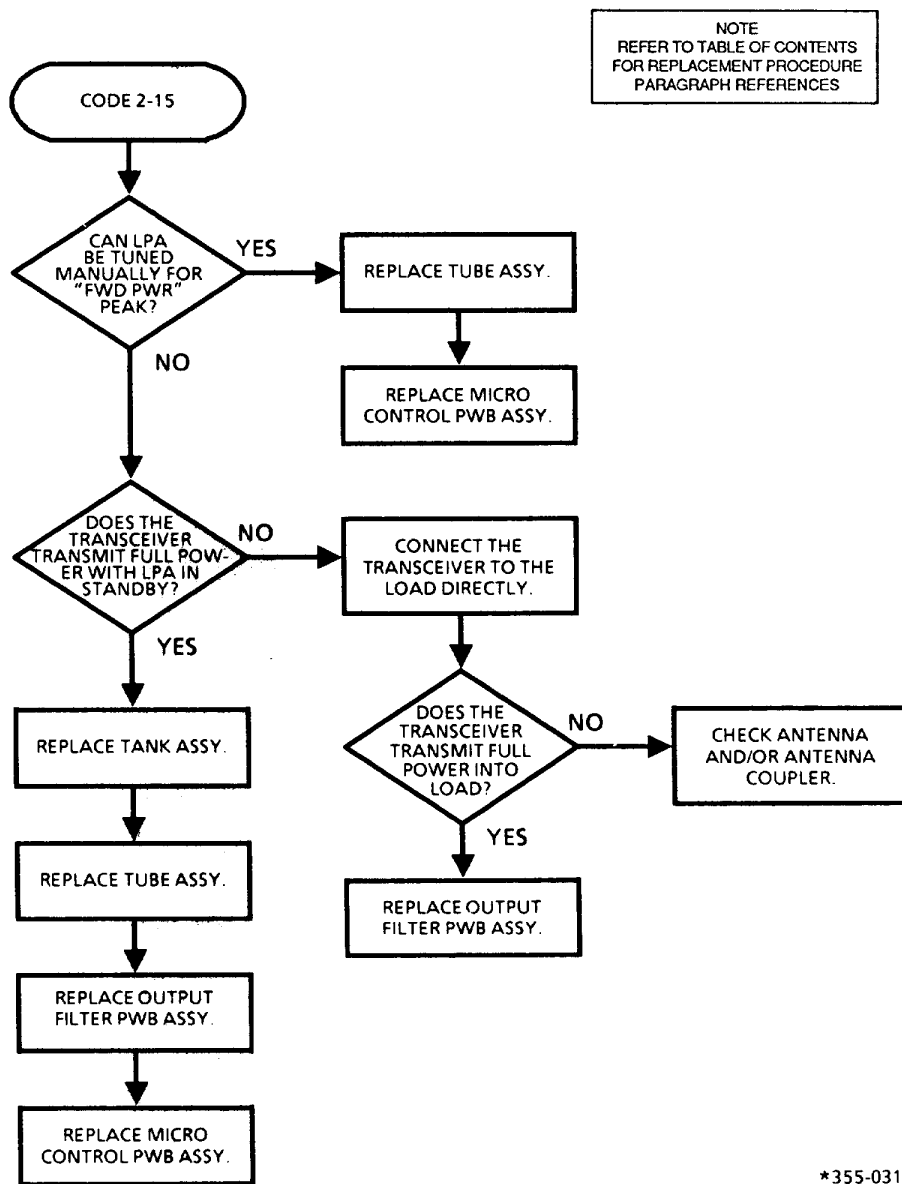 NOTE
REFER TO TABLE OF CONTENTS
FOR REPLACEMENT PROCEDURE
PARAGRAPH REFERENCES
CODE 2-15
CAN LPA
BE TUNED
MANUALLY FOR
"FWD PWR"
PEAK?
YES
REPLACE TUBE ASSY.
REPLACE MICRO
CONTROL PWB ASSY.
NO
DOES THE
TRANSCEIVER
TRANSMIT FULL POW-
ER WITH LPA IN
STANDBY?
NO
CONNECT THE
TRANSCEIVER TO THE
LOAD DIRECTLY.
DOES THE
TRANSCEIVER
TRANSMIT FULL
POWER INTO
LOAD?
NO
CHECK ANTENNA
AND/OR ANTENNA
COUPLER.
YES
REPLACE OUTPUT
FILTER PWB ASSY.
YES
REPLACE TANK ASSY.
REPLACE TUBE ASSY.
REPLACE OUTPUT
FILTER PWB ASSY.
REPLACE MICRO
CONTROL PWB ASSY.
*355-031